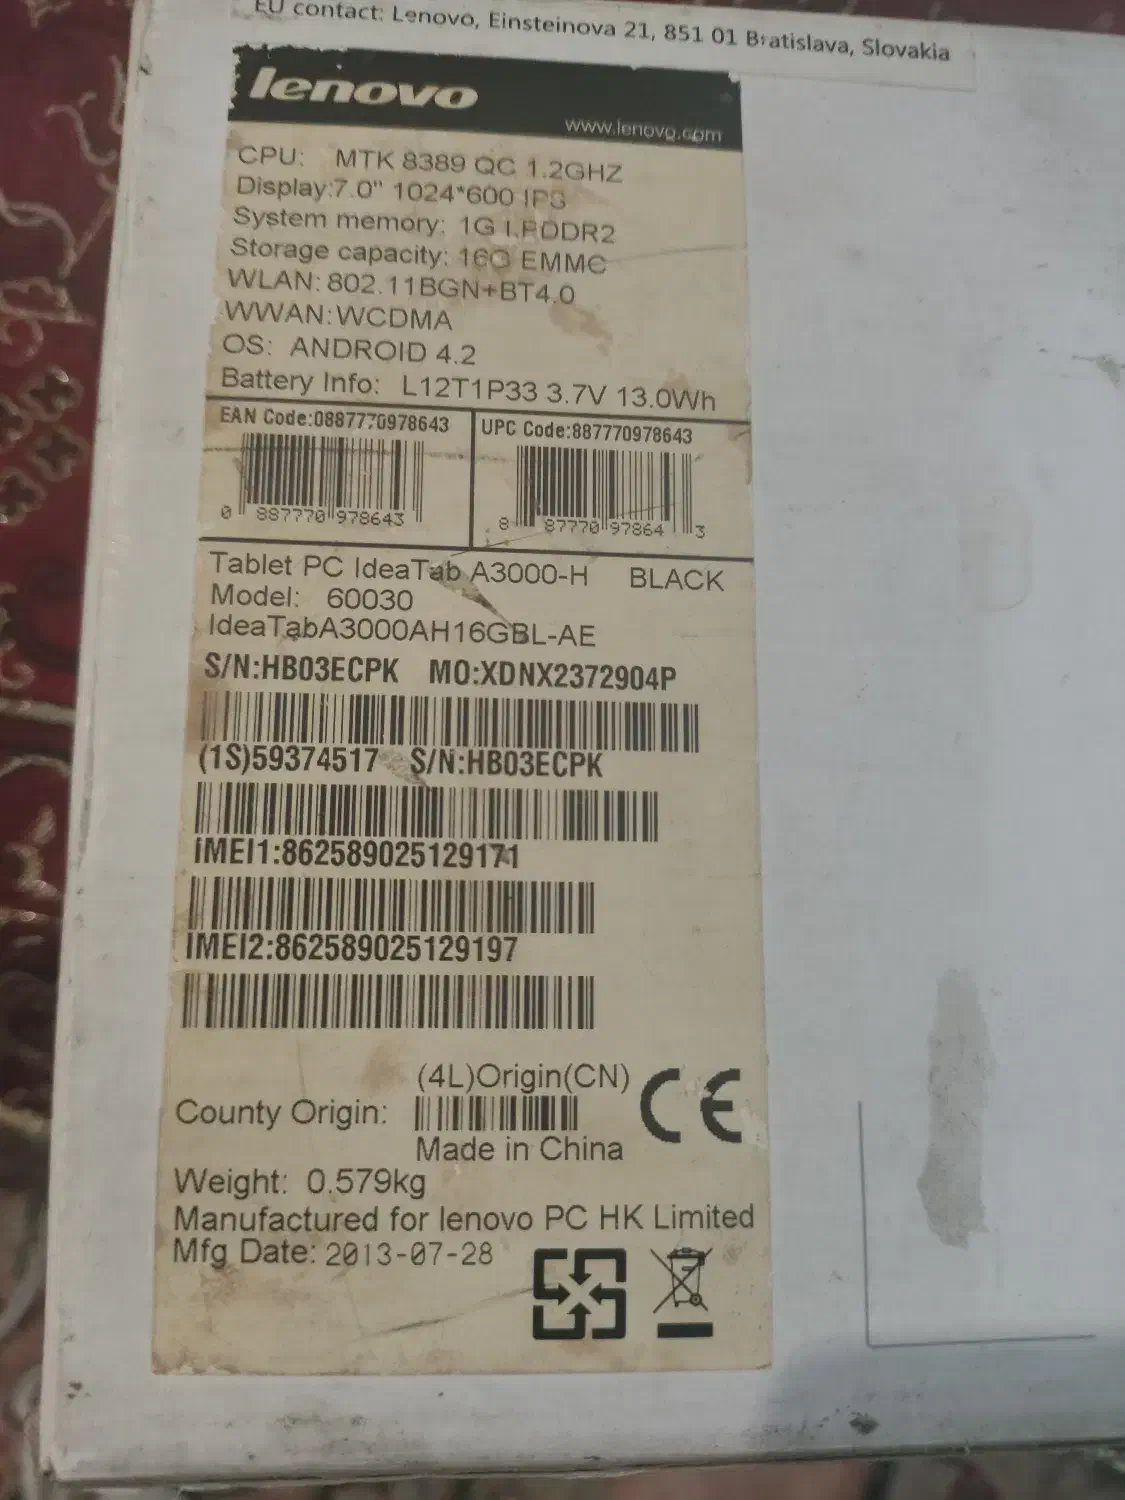 EU contact: Lenovo, Einsteinova 21, 851 01 Bratislava, Slovakia
lenovo
www.lenovo.com
CPU: MTK 8389 QC 1.2GHZ
Display:7.0" 1024*600 IPS
System memory: 1G LPDDR2
Storage capacity: 16G EMMC
WLAN:802.11BGN+BT4.0
WWAN:WCDMA
OS: ANDROID 4.2
Battery Info: L12T1P33 3.7V 13.0Wh
EAN Code:0887770978643 UPC Code:887770978643
0 887770 978643 8 87770 97864 3
Tablet PC IdeaTab A3000-H BLACK
Model: 60030
IdeaTabA3000AH16GBL-AE
S/N:HB03ECPK MO:XDNX2372904P
(1S)59374517 S/N:HB03ECPK
IMEI1:862589025129171
IMEI2:862589025129197
(4L)Origin(CN)
County Origin:
Made in China
CE
Weight: 0.579kg
Manufactured for lenovo PC HK Limited
Mfg Date: 2013-07-28